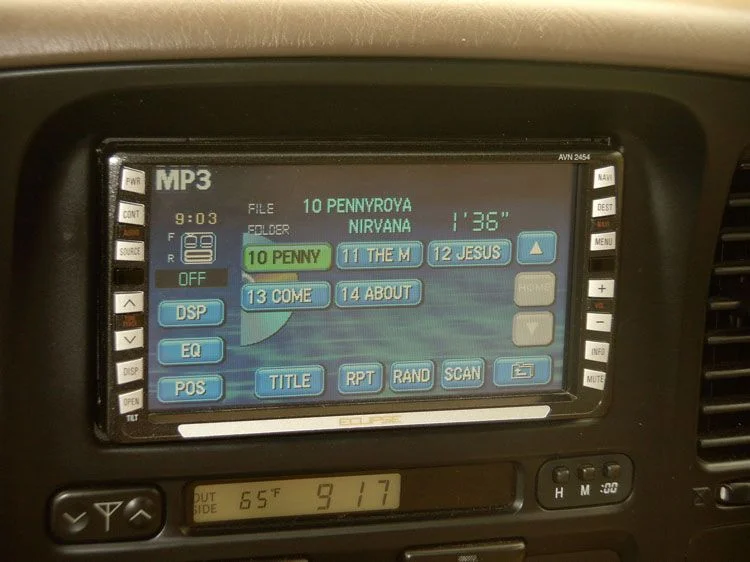 AVN 2454
MP3
PWR
NAVI
FILE 10 PENNYROYA
CONT
9:03
FOLDER NIRVANA 1'36"
DEST
AUDIO
SOURCE
F
R
MENU
10 PENNY 11 THE M 12 JESUS
OFF
13 COME 14 ABOUT HOME
+
VOL
DSP
-
EQ
INFO
DISP
TITLE RPT RAND SCAN
MUTE
POS
OPEN
TILT
ECLIPSE
OUT SIDE 65°F 9 17
H M :00